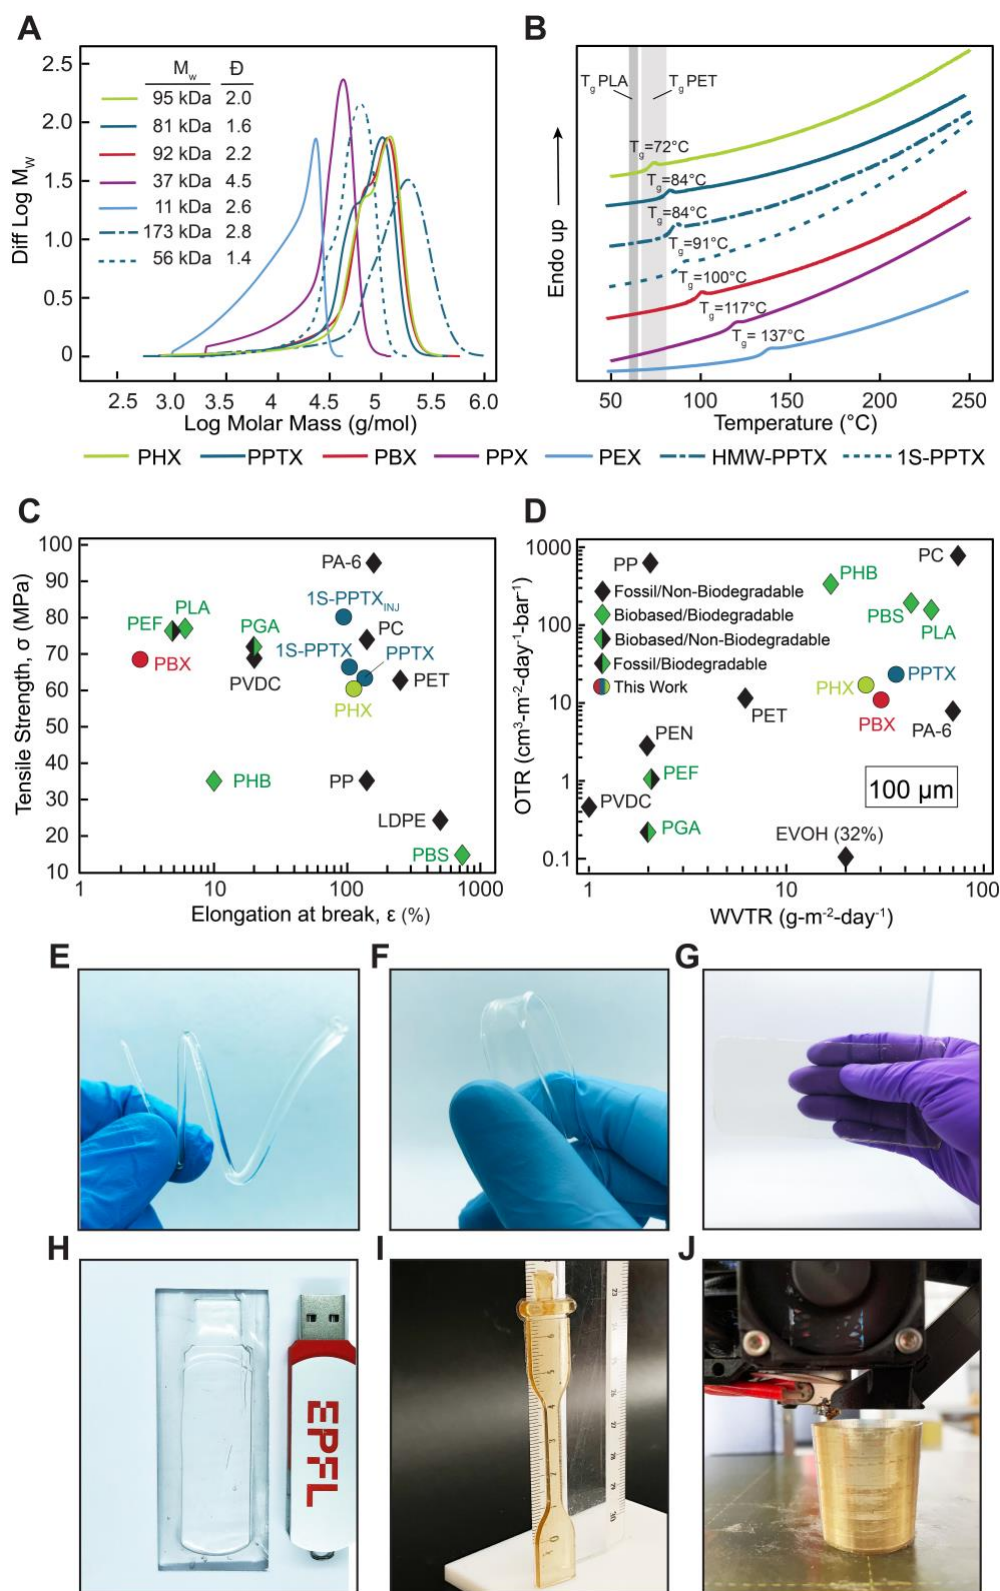 A
Mw Đ
95 kDa 2.0
81 kDa 1.6
92 kDa 2.2
37 kDa 4.5
11 kDa 2.6
173 kDa 2.8
56 kDa 1.4
Diff Log MW
2.5
2.0
1.5
1.0
0.5
0
2.5 3.0 3.5 4.0 4.5 5 5.5 6.0
Log Molar Mass (g/mol)
B
TgPLA
TgPET
Tg=72°C
Tg=84°C
Tg=84°C
Tg=91°C
Tg=100°C
Tg=117°C
Tg= 137°C
Endo up
50 100 150 200 250
Temperature (°C)
PHX PPTX PBX PPX PEX HMW-PPTX 1S-PPTX
C
Tensile Strength, σ (MPa)
100
90
80
70
60
50
40
30
20
10
PA-6
1S-PPTXINJ
PLA
PEF
PGA
PC
PBX
1S-PPTX
PPTX
PVDC
PET
PHX
PHB
PP
LDPE
PBS
1 10 100 1000
Elongation at break, ε (%)
D
OTR (cm3-m-2-day-1-bar-1)
1000
100
10
1
0.1
PP
PC
Fossil/Non-Biodegradable
Biobased/Biodegradable
Biobased/Non-Biodegradable
Fossil/Biodegradable
This Work
PHB
PBS
PLA
PPTX
PHX
PBX
PA-6
PET
PEN
PEF
PVDC
PGA
100 µm
EVOH (32%)
1 10 100
WVTR (g-m-2-day-1)
E
F
G
H
EPFL
I
J